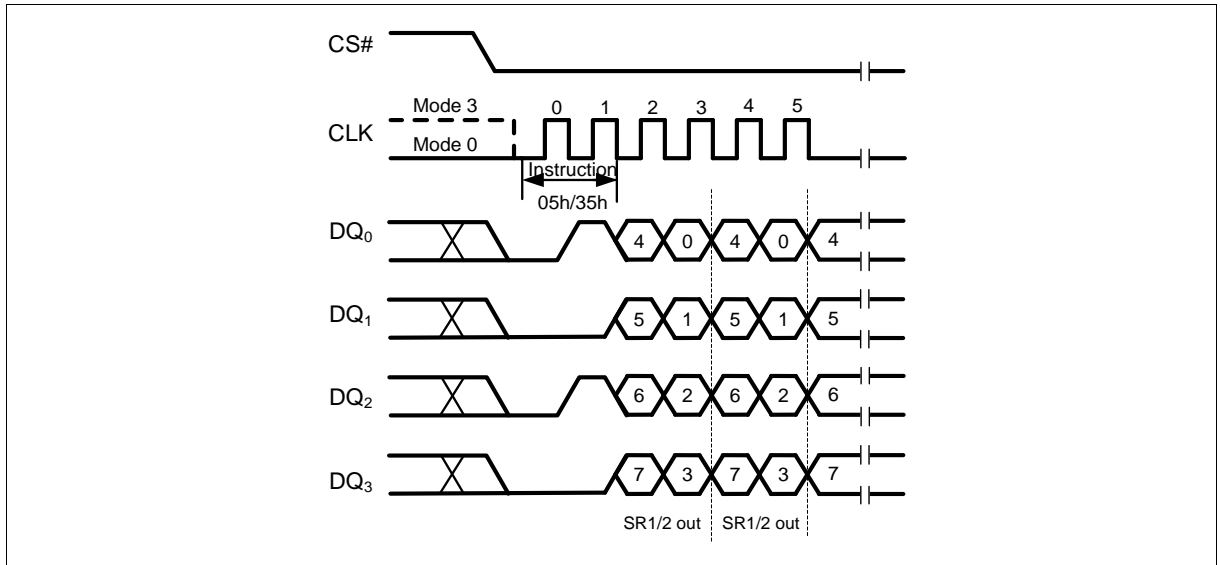 CS#
Mode 3 0 1 2 3 4 5
CLK
Mode 0
Instruction
05h/35h
DQ0 4 0 4 0 4
DQ1 5 1 5 1 5
DQ2 6 2 6 2 6
DQ3 7 3 7 3 7
SR1/2 out SR1/2 out